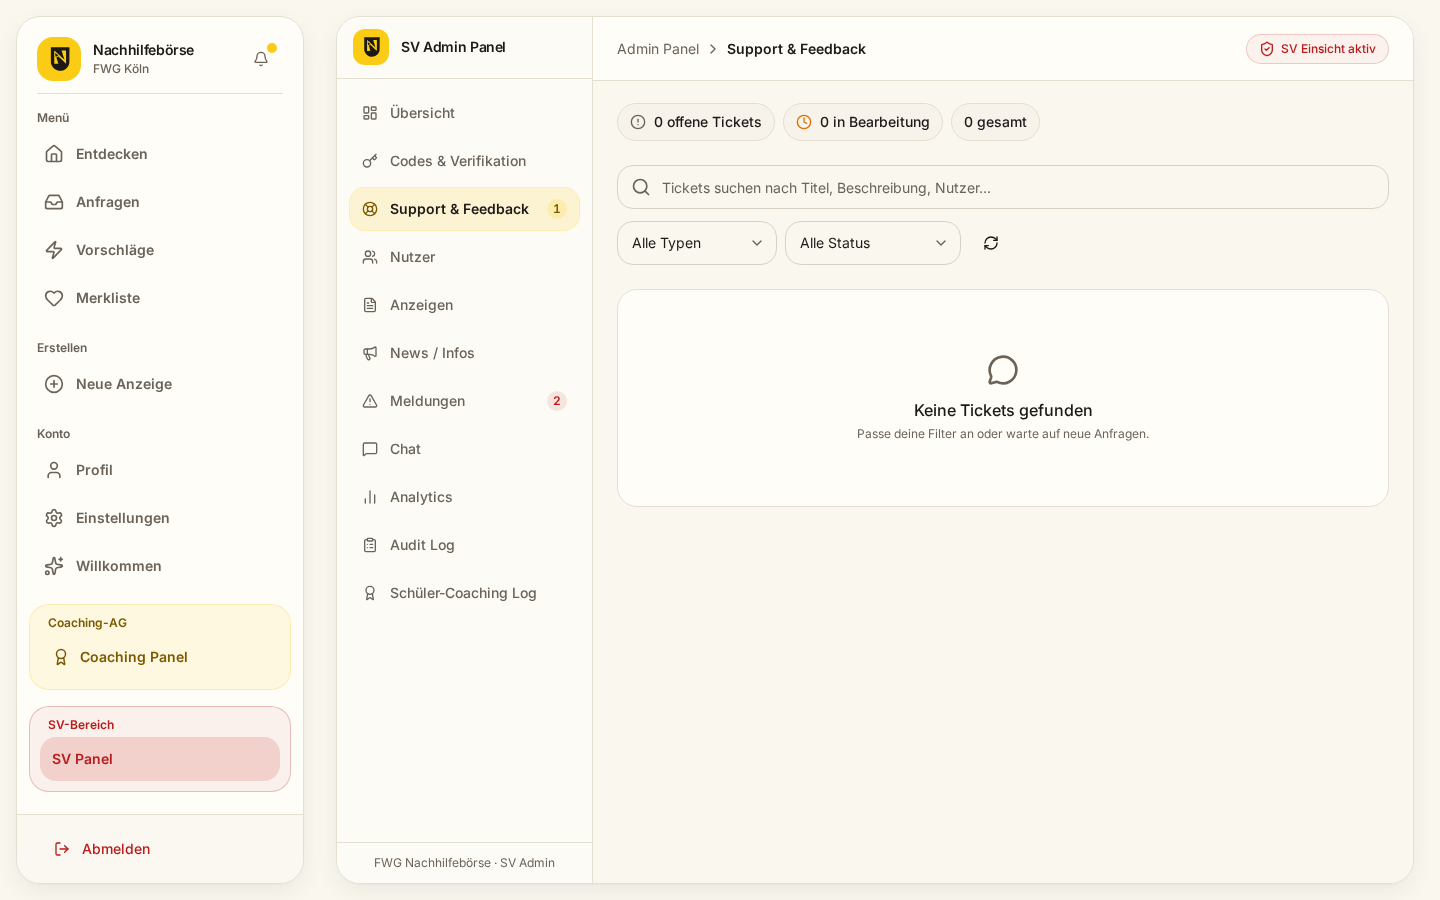 Nachhilfebörse
FWG Köln
Menü
Entdecken
Anfragen
Vorschläge
Merkliste
Erstellen
Neue Anzeige
Konto
Profil
Einstellungen
Willkommen
Coaching-AG
Coaching Panel
SV-Bereich
SV Panel
Abmelden
SV Admin Panel
Übersicht
Codes & Verifikation
Support & Feedback 1
Nutzer
Anzeigen
News / Infos
Meldungen 2
Chat
Analytics
Audit Log
Schüler-Coaching Log
FWG Nachhilfebörse · SV Admin
Admin Panel > Support & Feedback
SV Einsicht aktiv
0 offene Tickets
0 in Bearbeitung
0 gesamt
Tickets suchen nach Titel, Beschreibung, Nutzer...
Alle Typen
Alle Status
Keine Tickets gefunden
Passe deine Filter an oder warte auf neue Anfragen.